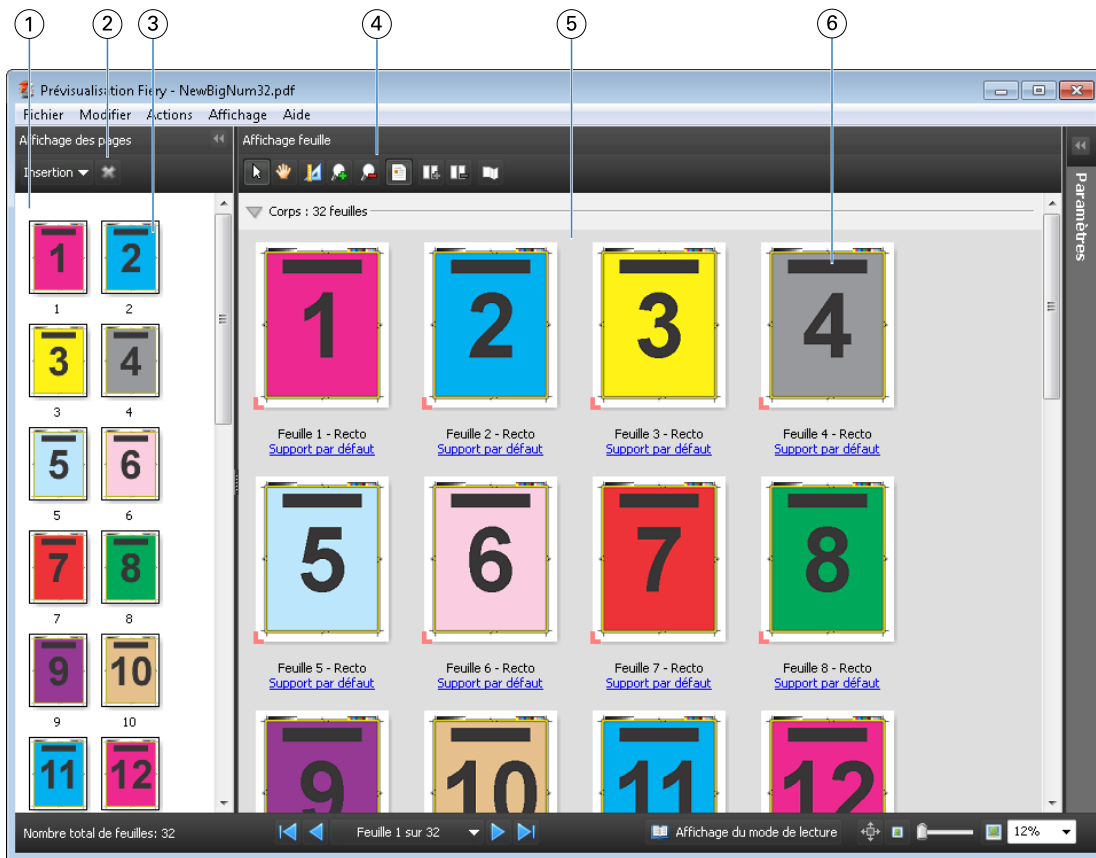 1 2 3 4 5 6
Prévisualisation Fiery - NewBigNum32.pdf
Fichier Modifier Actions Affichage Aide
Affichage des pages
Affichage feuille
Insertion
Paramètres
Corps : 32 feuilles
1 2
1 2
3 4
3 4
5 6
5 6
7 8
7 8
9 10
9 10
11 12
1 2 3 4
Feuille 1 - Recto Feuille 2 - Recto Feuille 3 - Recto Feuille 4 - Recto
Support par défaut Support par défaut Support par défaut Support par défaut
5 6 7 8
Feuille 5 - Recto Feuille 6 - Recto Feuille 7 - Recto Feuille 8 - Recto
Support par défaut Support par défaut Support par défaut Support par défaut
9 10 11 12
Nombre total de feuilles: 32
Feuille 1 sur 32
Affichage du mode de lecture
12%